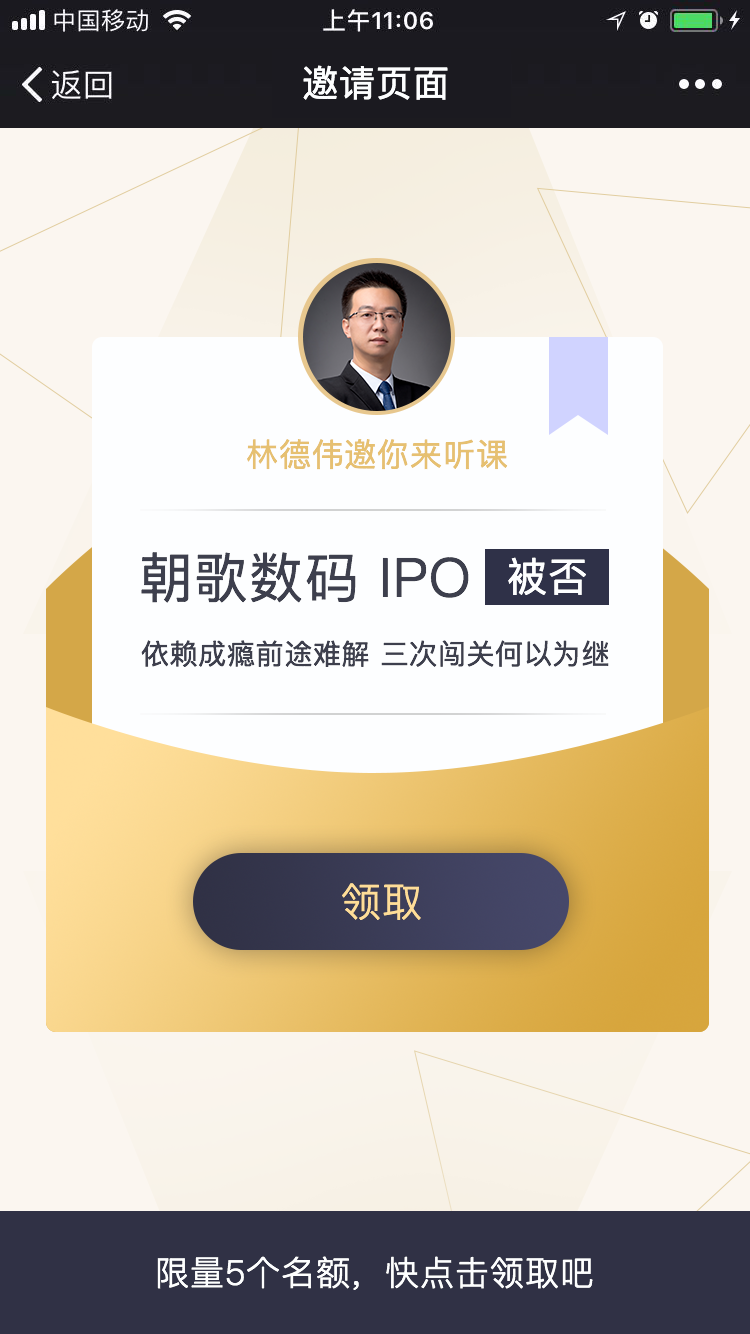 中国移动 上午11:06
返回 邀请页面
林德伟邀你来听课
朝歌数码 IPO 被否
依赖成瘾前途难解 三次闯关何以为继
领取
限量5个名额，快点击领取吧